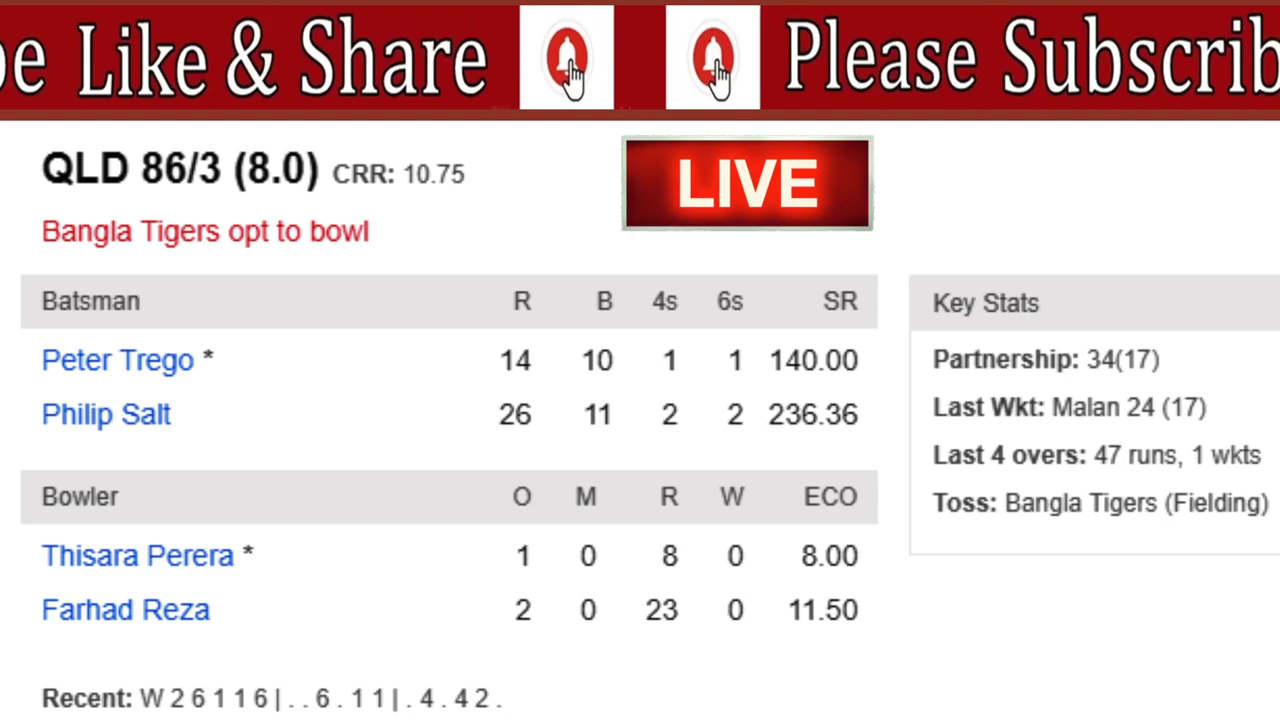 be Like & Share Please Subscrib
QLD 86/3 (8.0) CRR: 10.75
LIVE
Bangla Tigers opt to bowl
Batsman R B 4s 6s SR
Peter Trego * 14 10 1 1 140.00
Philip Salt 26 11 2 2 236.36
Bowler O M R W ECO
Thisara Perera * 1 0 8 0 8.00
Farhad Reza 2 0 23 0 11.50
Recent: W 2 6 1 1 6 | . . 6 . 1 1 | . 4 . 4 2 .
Key Stats
Partnership: 34(17)
Last Wkt: Malan 24 (17)
Last 4 overs: 47 runs, 1 wkts
Toss: Bangla Tigers (Fielding)